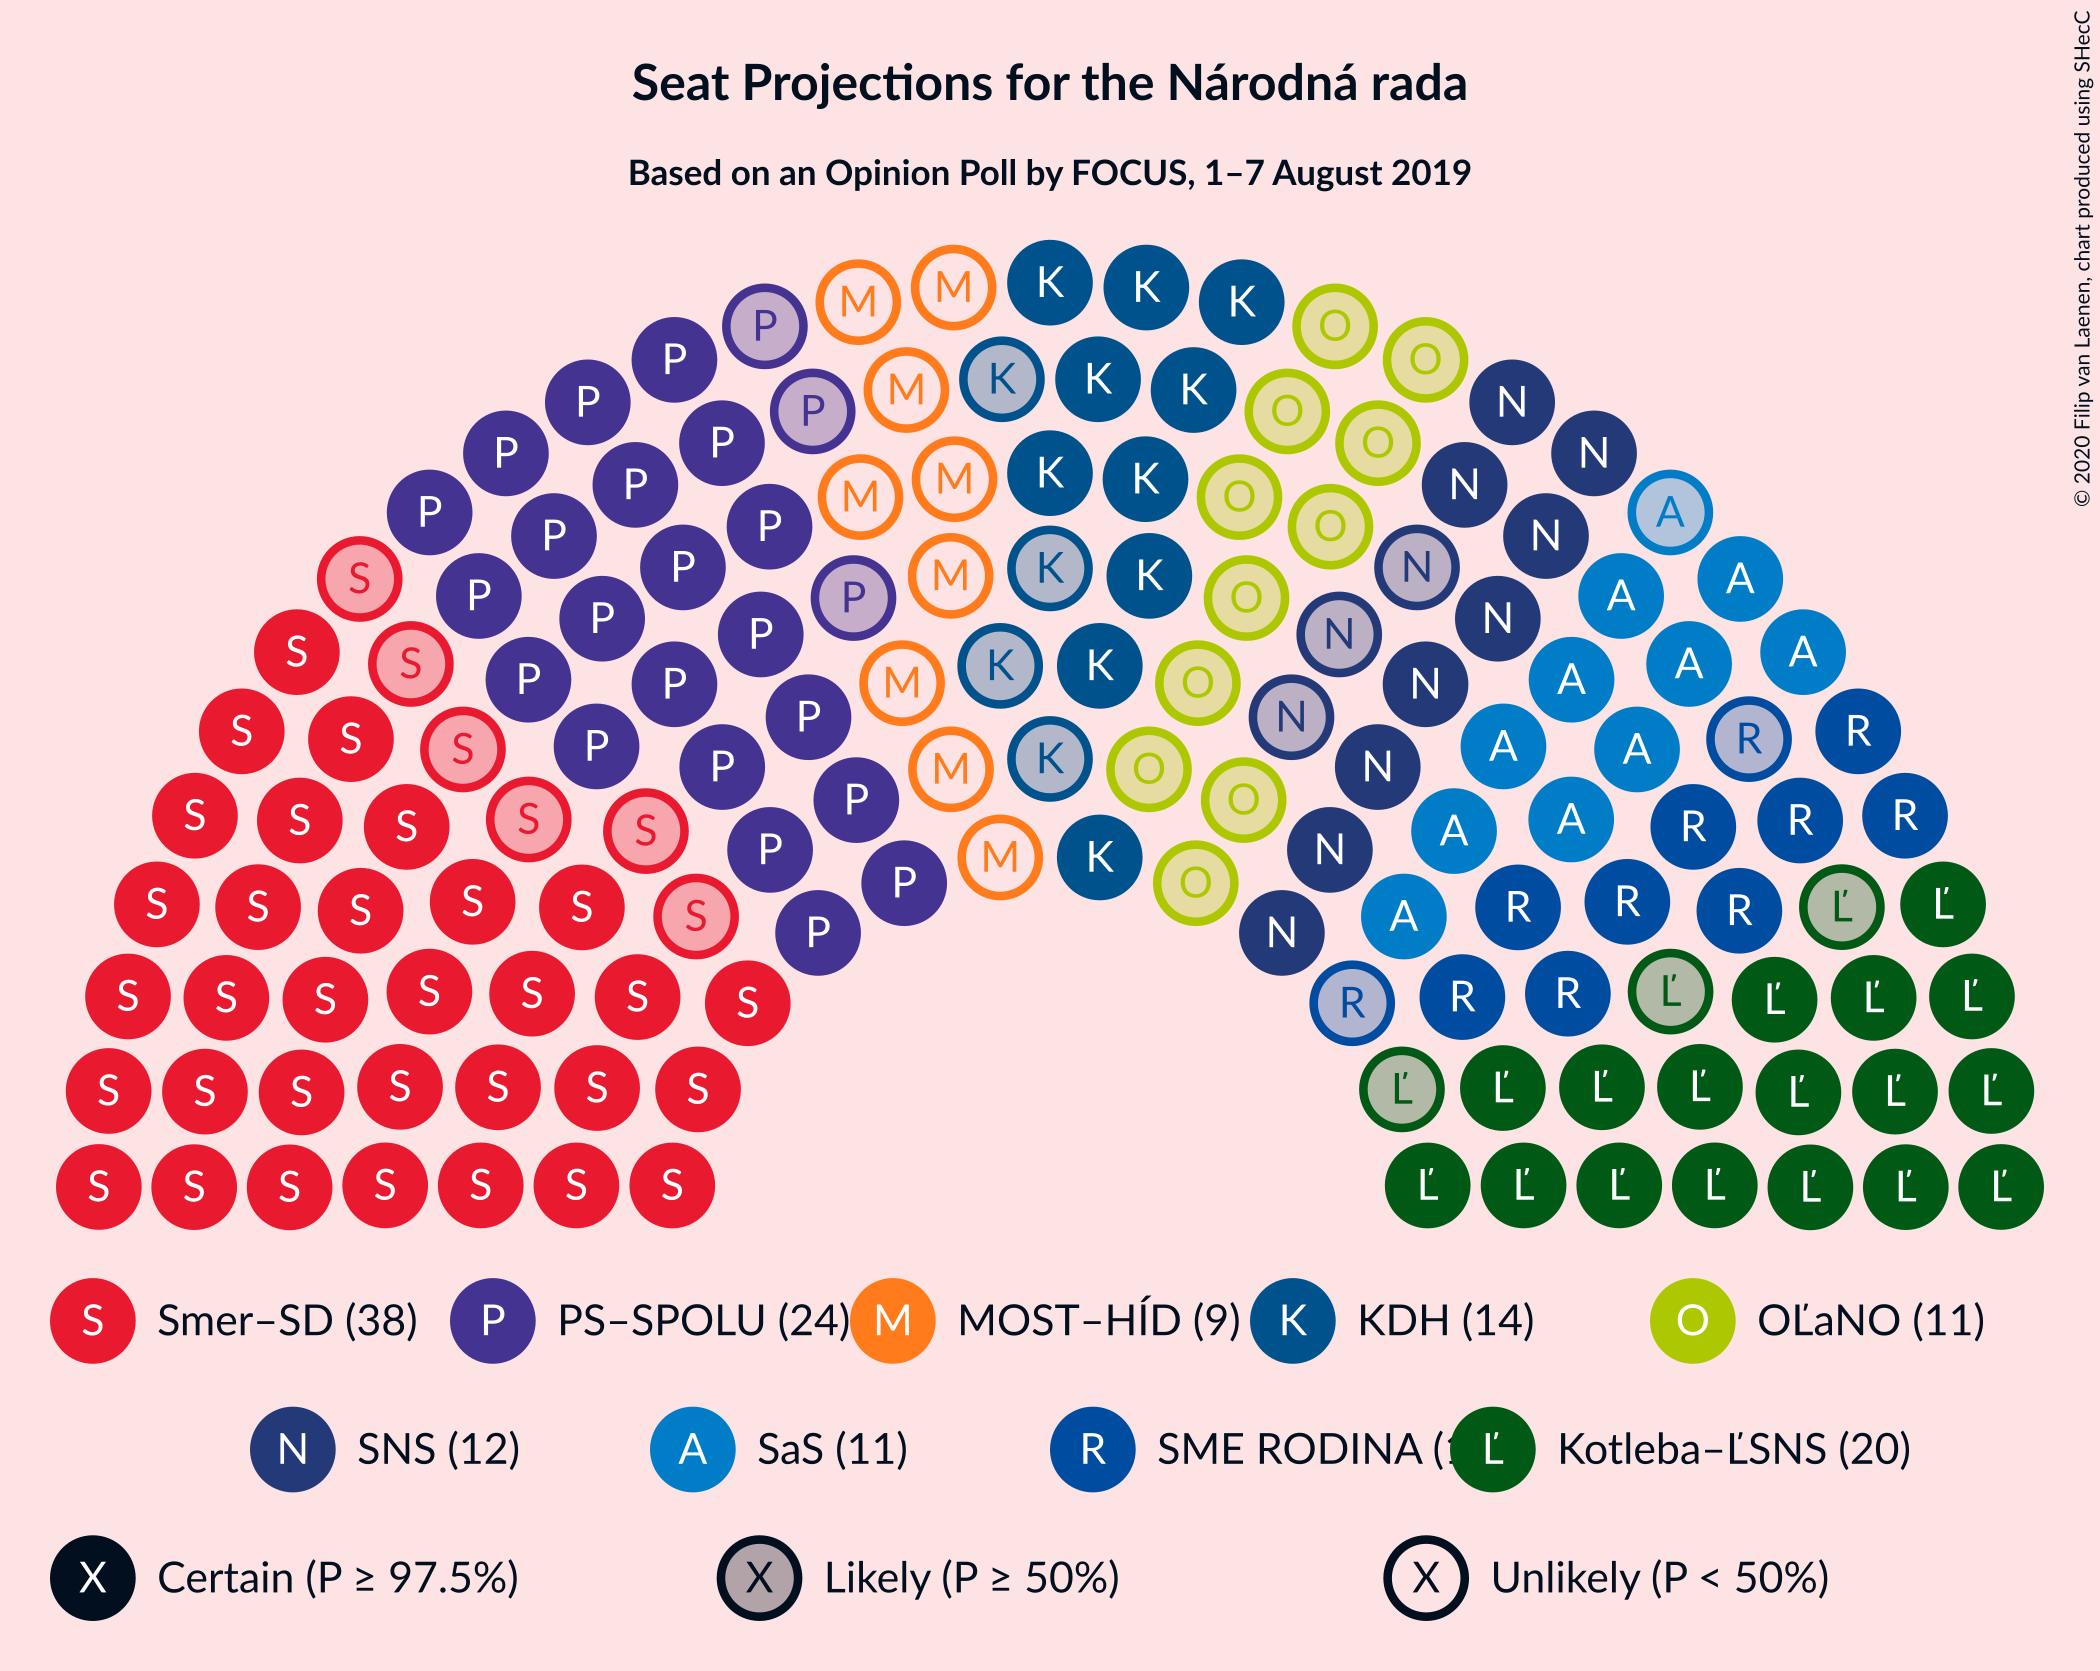 Seat Projections for the Národná rada
Based on an Opinion Poll by FOCUS, 1–7 August 2019
© 2020 Filip van Laenen, chart produced using SHecC
M M K K K
P O O
P M K K K O
P O N
P P M M K K O N
P P O N
P P P M K K O N N A
S P P P O N A
P P P M K K O N N A
S S P P P N N A A
S P P M K O N A A R
S S S P P O N A R R
S S S S S P M K N A A R R R
S S S S S S P P O N A R R R Ľ Ľ
S S S S S S S R R R Ľ Ľ Ľ Ľ
S S S S S S S Ľ Ľ Ľ Ľ Ľ Ľ Ľ
S S S S S S S Ľ Ľ Ľ Ľ Ľ Ľ Ľ
S Smer–SD (38) P PS–SPOLU (24) M MOST–HÍD (9) K KDH (14) O OĽaNO (11)
N SNS (12) A SaS (11) R SME RODINA ( Ľ Kotleba–ĽSNS (20)
X Certain (P ≥ 97.5%) X Likely (P ≥ 50%) X Unlikely (P < 50%)